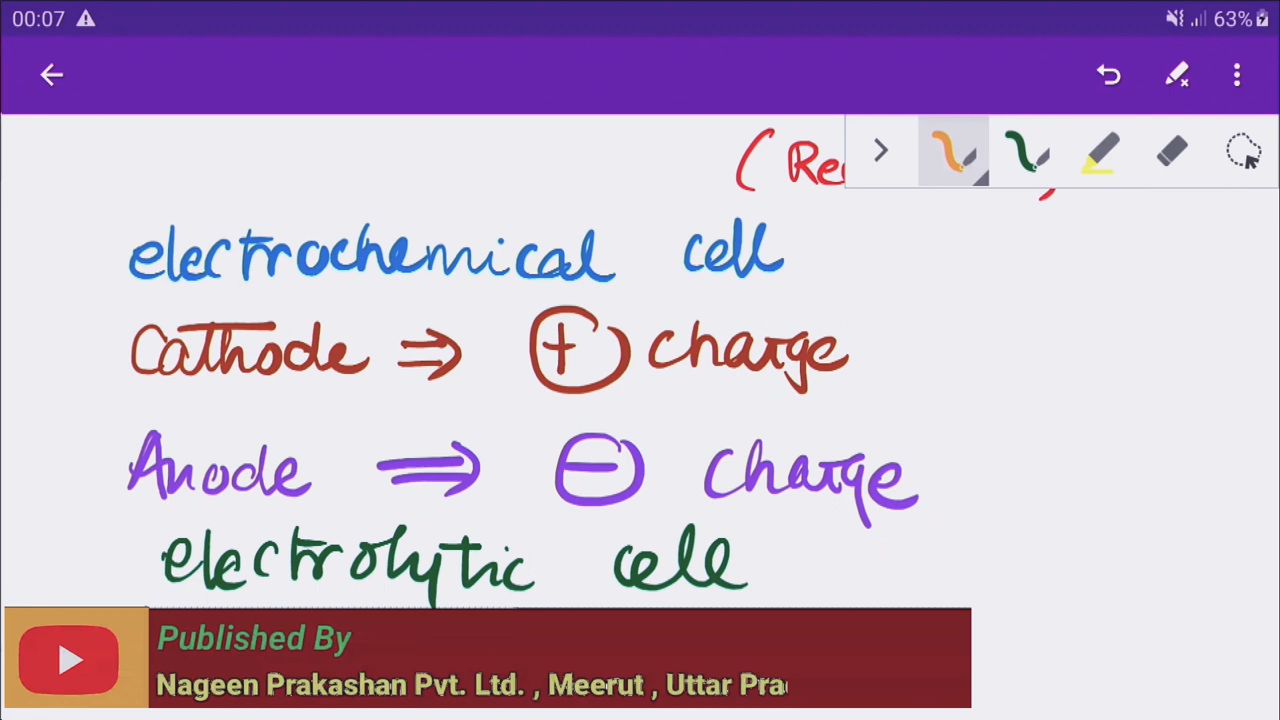 00:07 63%
(Re
electrochemical cell
Cathode ⇒ + charge
Anode ⇒ − charge
electrolytic cell
Published By
Nageen Prakashan Pvt. Ltd. , Meerut , Uttar Pra